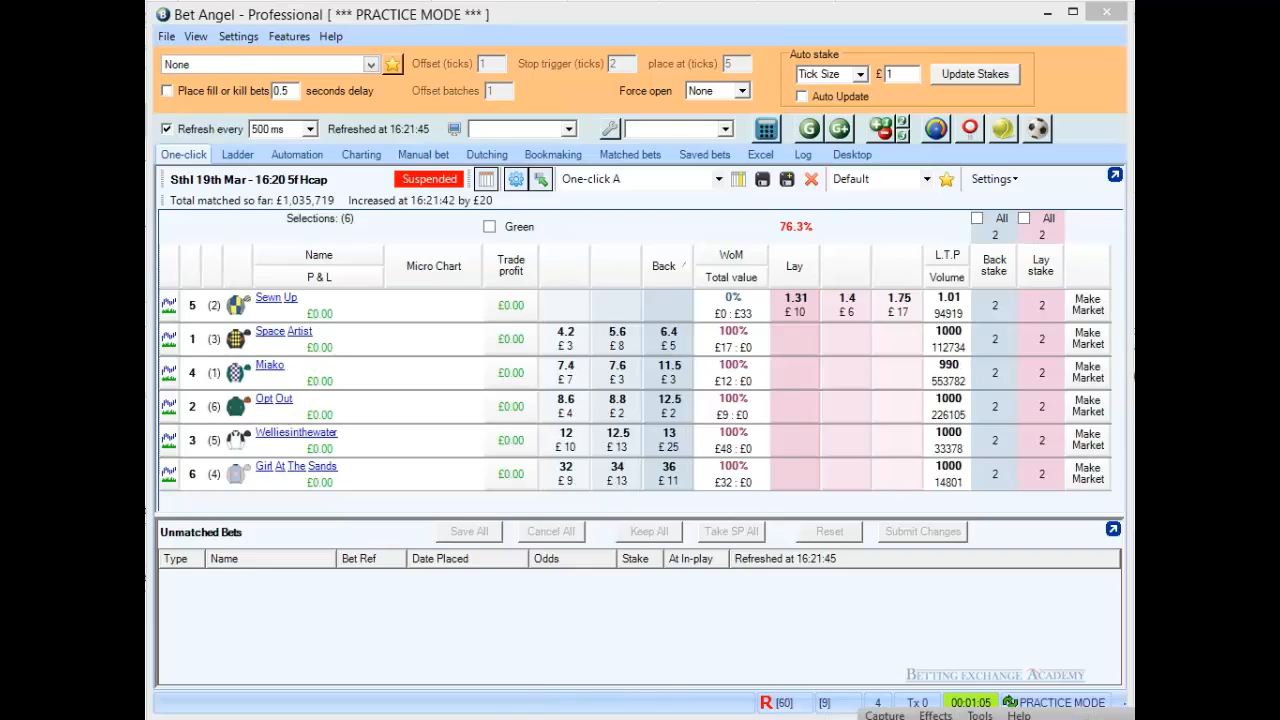 Bet Angel - Professional [ *** PRACTICE MODE *** ]
File View Settings Features Help
None Offset (ticks) 1 Stop trigger (ticks) 2 place at (ticks) 5
Auto stake
Tick Size £ 1 Update Stakes
Place fill or kill bets 0.5 seconds delay Offset batches 1 Force open None
Auto Update
Refresh every 500 ms Refreshed at 16:21:45 G G+
One-click Ladder Automation Charting Manual bet Dutching Bookmaking Matched bets Saved bets Excel Log Desktop
Sthl 19th Mar - 16:20 5f Hcap Suspended One-click A Default Settings
Total matched so far: £1,035,719 Increased at 16:21:42 by £20
Selections: (6) Green 76.3% All 2 All 2
Name Micro Chart Trade profit Back WoM Lay L.T.P Back stake Lay stake
P & L Total value Volume
5 (2) Sewn Up £0.00 0% 1.31 1.4 1.75 1.01 2 2 Make Market
£0.00 £0 : £33 £ 10 £ 6 £ 17 94919
1 (3) Space Artist £0.00 4.2 5.6 6.4 100% 1000 2 2 Make Market
£0.00 £ 3 £ 8 £ 5 £17 : £0 112734
4 (1) Miako £0.00 7.4 7.6 11.5 100% 990 2 2 Make Market
£0.00 £ 7 £ 3 £ 3 £12 : £0 553782
2 (6) Opt Out £0.00 8.6 8.8 12.5 100% 1000 2 2 Make Market
£0.00 £ 4 £ 2 £ 2 £9 : £0 226105
3 (5) Welliesinthewater £0.00 12 12.5 13 100% 1000 2 2 Make Market
£0.00 £ 10 £ 13 £ 25 £48 : £0 33378
6 (4) Girl At The Sands £0.00 32 34 36 100% 1000 2 2 Make Market
£0.00 £ 9 £ 13 £ 11 £32 : £0 14801
Unmatched Bets Save All Cancel All Keep All Take SP All Reset Submit Changes
Type Name Bet Ref Date Placed Odds Stake At In-play Refreshed at 16:21:45
BETTING EXCHANGE ACADEMY
R [60] [9] 4 Tx 0 00:01:05 PRACTICE MODE
Capture Effects Tools Help